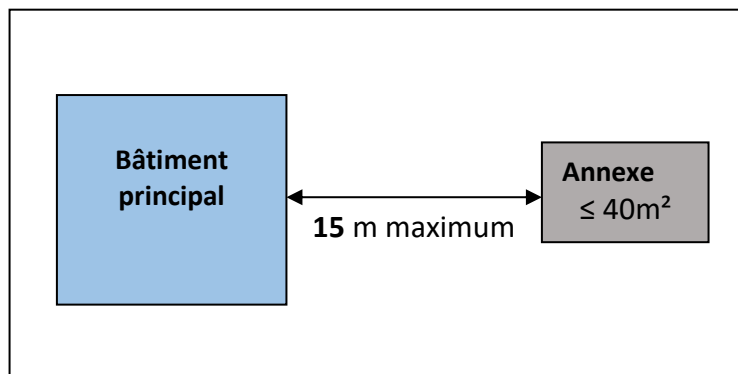 Bâtiment
principal
15 m maximum
Annexe
≤ 40m²